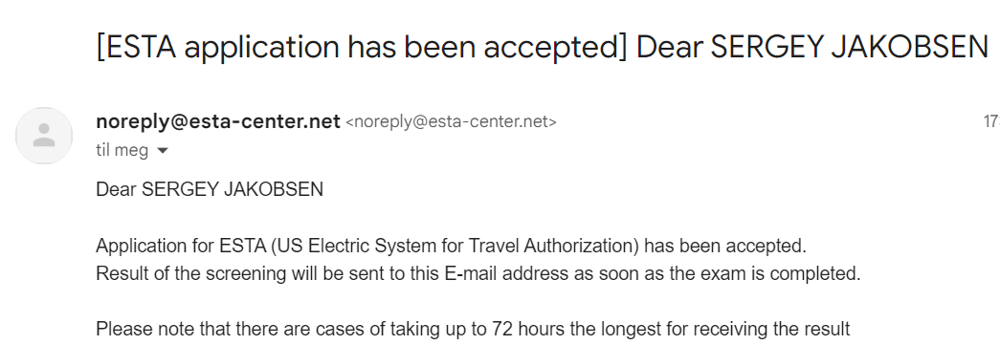 [ESTA application has been accepted] Dear SERGEY JAKOBSEN
noreply@esta-center.net <noreply@esta-center.net>
17
til meg
Dear SERGEY JAKOBSEN
Application for ESTA (US Electric System for Travel Authorization) has been accepted.
Result of the screening will be sent to this E-mail address as soon as the exam is completed.
Please note that there are cases of taking up to 72 hours the longest for receiving the result